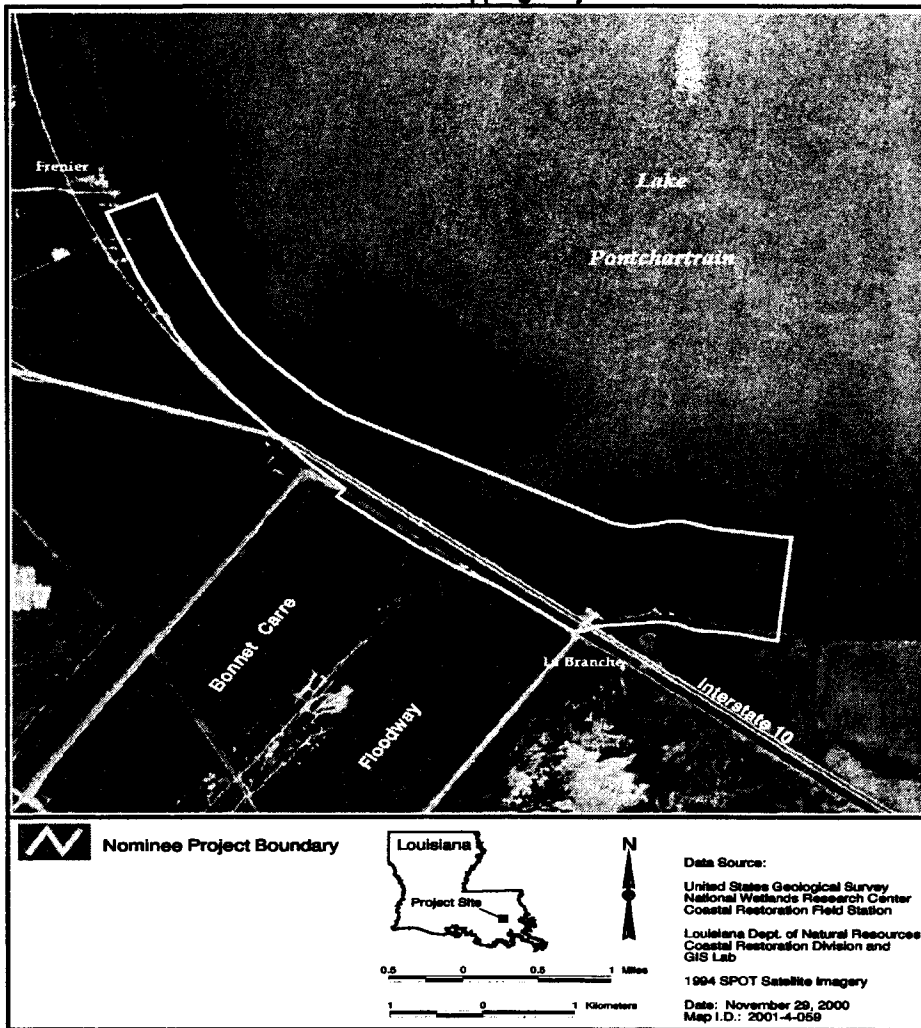 Frenier
Lake
Pontchartrain
Bonnet Carre
Floodway
La Branche
Interstate 10
Nominee Project Boundary
Louisiana
Project Site
N
0.5 0 0.5 1 Miles
1 0 1 Kilometers
Data Source:
United States Geological Survey
National Wetlands Research Center
Coastal Restoration Field Station
Louisiana Dept. of Natural Resources
Coastal Restoration Division and
GIS Lab
1994 SPOT Satellite Imagery
Date: November 29, 2000
Map I.D.: 2001-4-059